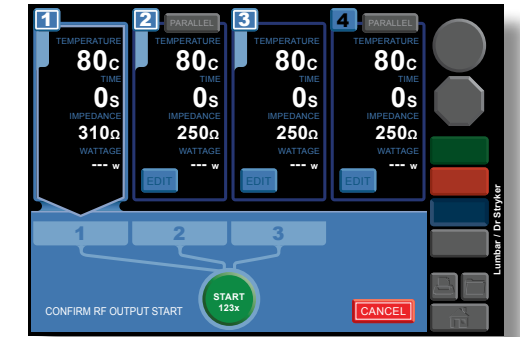 1
TEMPERATURE
80c
TIME
0s
IMPEDANCE
310Ω
WATTAGE
--- w
2 PARALLEL
TEMPERATURE
80c
TIME
0s
IMPEDANCE
250Ω
WATTAGE
--- w
EDIT
3
TEMPERATURE
80c
TIME
0s
IMPEDANCE
250Ω
WATTAGE
--- w
EDIT
4 PARALLEL
TEMPERATURE
80c
TIME
0s
IMPEDANCE
250Ω
WATTAGE
--- w
EDIT
1 2 3
CONFIRM RF OUTPUT START
START
123x
CANCEL
Lumbar / Dr Stryker